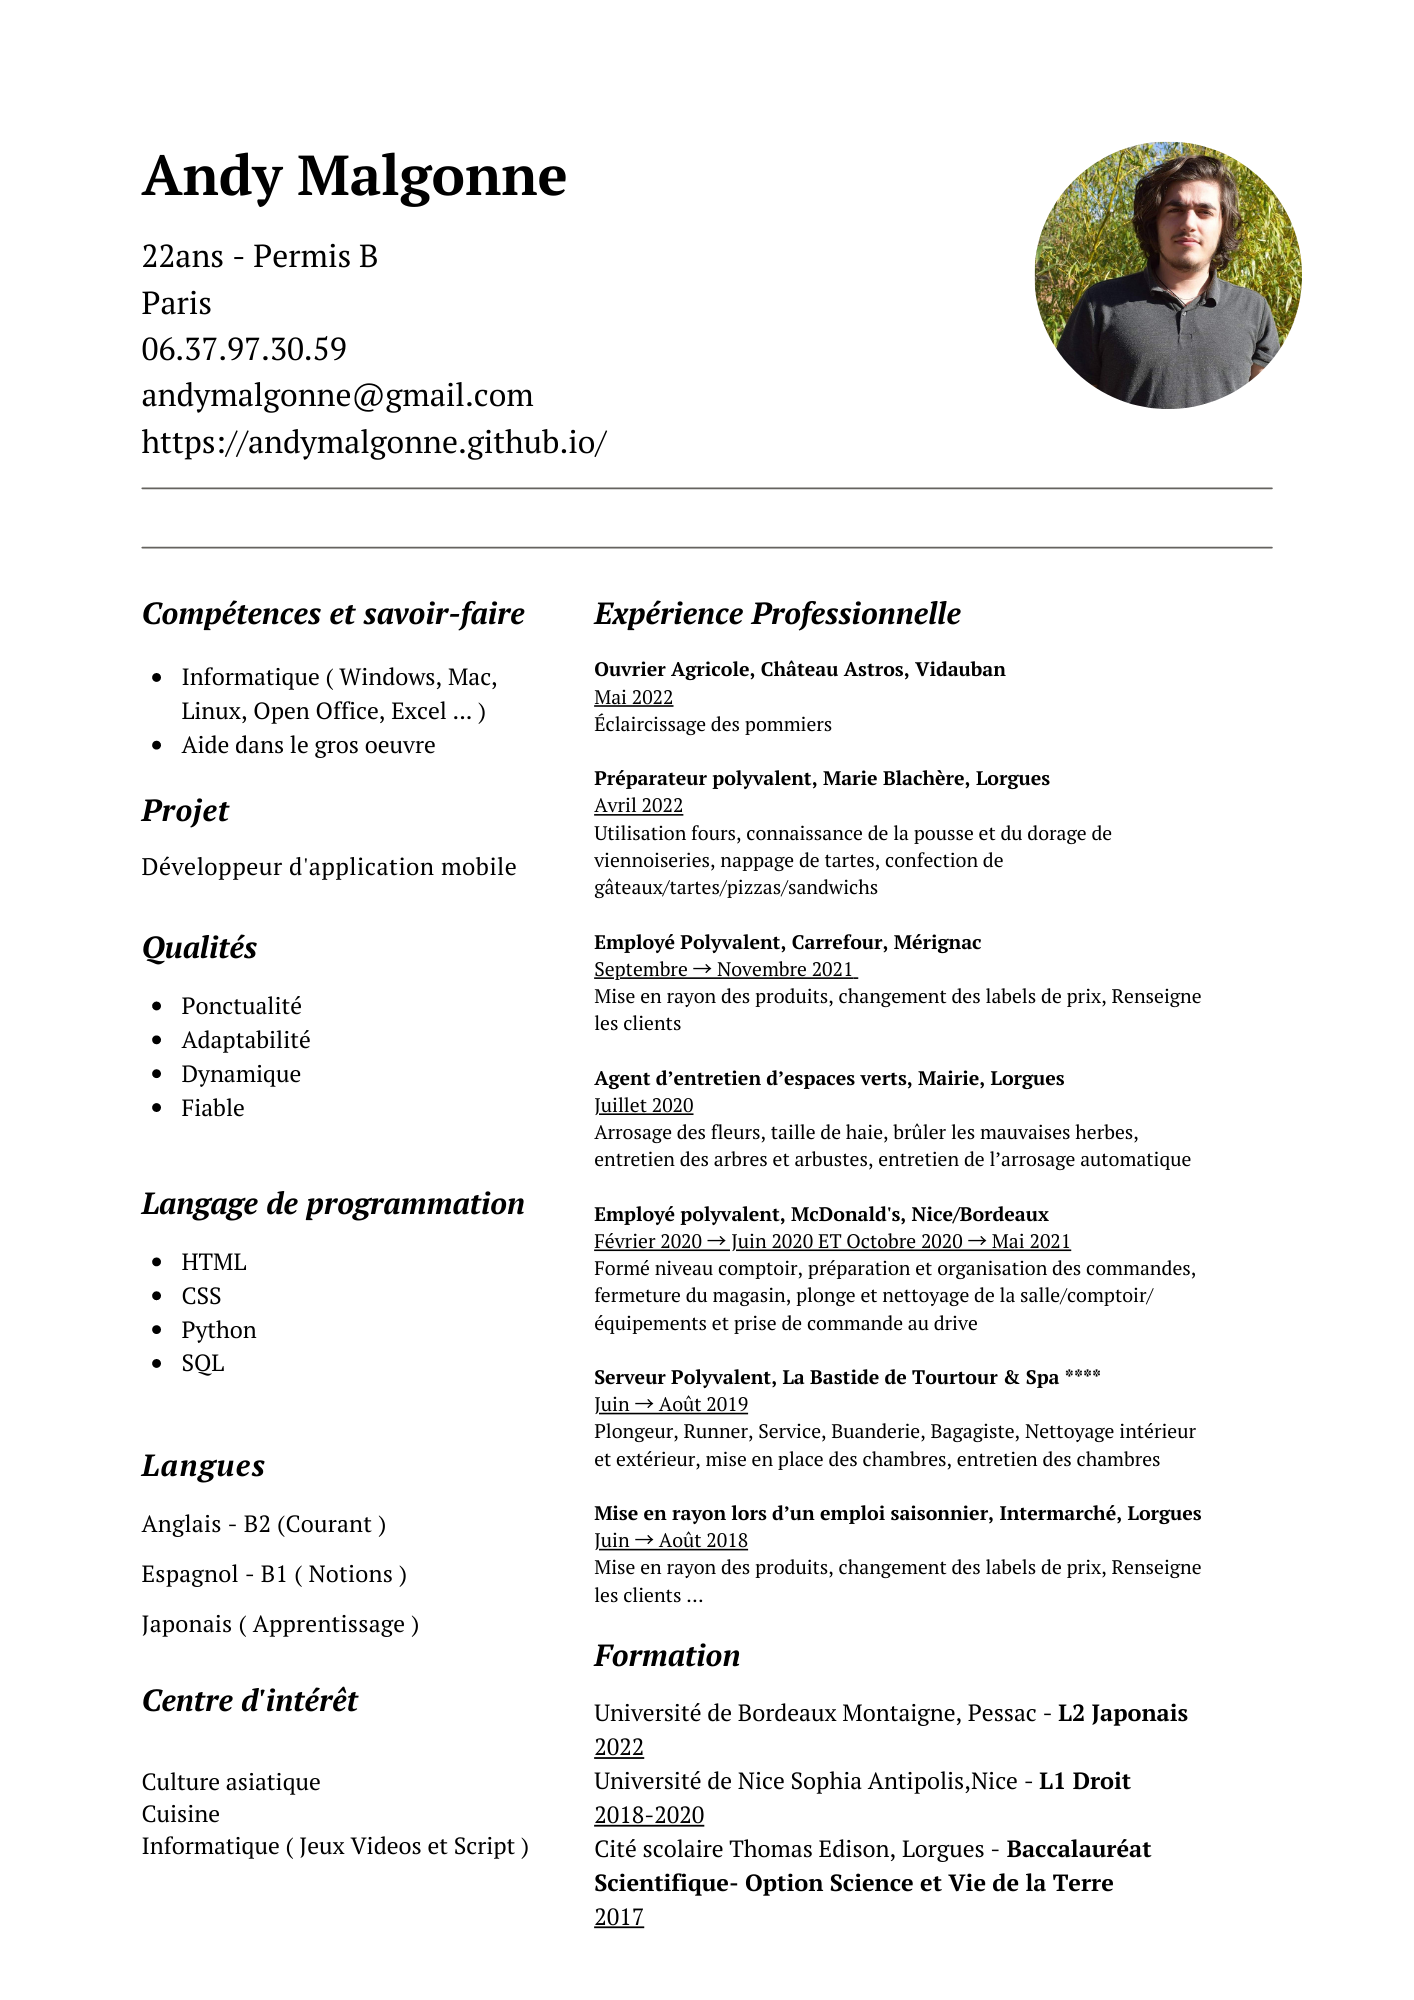 Andy Malgonne
22ans - Permis B
Paris
06.37.97.30.59
andymalgonne@gmail.com
https://andymalgonne.github.io/
Compétences et savoir-faire
• Informatique ( Windows, Mac,
Linux, Open Office, Excel ... )
• Aide dans le gros oeuvre
Projet
Développeur d'application mobile
Qualités
• Ponctualité
• Adaptabilité
• Dynamique
• Fiable
Langage de programmation
• HTML
• CSS
• Python
• SQL
Langues
Anglais - B2 (Courant )
Espagnol - B1 ( Notions )
Japonais ( Apprentissage )
Centre d'intérêt
Culture asiatique
Cuisine
Informatique ( Jeux Videos et Script )
Expérience Professionnelle
Ouvrier Agricole, Château Astros, Vidauban
Mai 2022
Éclaircissage des pommiers
Préparateur polyvalent, Marie Blachère, Lorgues
Avril 2022
Utilisation fours, connaissance de la pousse et du dorage de
viennoiseries, nappage de tartes, confection de
gâteaux/tartes/pizzas/sandwichs
Employé Polyvalent, Carrefour, Mérignac
Septembre → Novembre 2021
Mise en rayon des produits, changement des labels de prix, Renseigne
les clients
Agent d’entretien d’espaces verts, Mairie, Lorgues
Juillet 2020
Arrosage des fleurs, taille de haie, brûler les mauvaises herbes,
entretien des arbres et arbustes, entretien de l’arrosage automatique
Employé polyvalent, McDonald's, Nice/Bordeaux
Février 2020 → Juin 2020 ET Octobre 2020 → Mai 2021
Formé niveau comptoir, préparation et organisation des commandes,
fermeture du magasin, plonge et nettoyage de la salle/comptoir/
équipements et prise de commande au drive
Serveur Polyvalent, La Bastide de Tourtour & Spa ****
Juin → Août 2019
Plongeur, Runner, Service, Buanderie, Bagagiste, Nettoyage intérieur
et extérieur, mise en place des chambres, entretien des chambres
Mise en rayon lors d’un emploi saisonnier, Intermarché, Lorgues
Juin → Août 2018
Mise en rayon des produits, changement des labels de prix, Renseigne
les clients ...
Formation
Université de Bordeaux Montaigne, Pessac - L2 Japonais
2022
Université de Nice Sophia Antipolis,Nice - L1 Droit
2018-2020
Cité scolaire Thomas Edison, Lorgues - Baccalauréat
Scientifique- Option Science et Vie de la Terre
2017